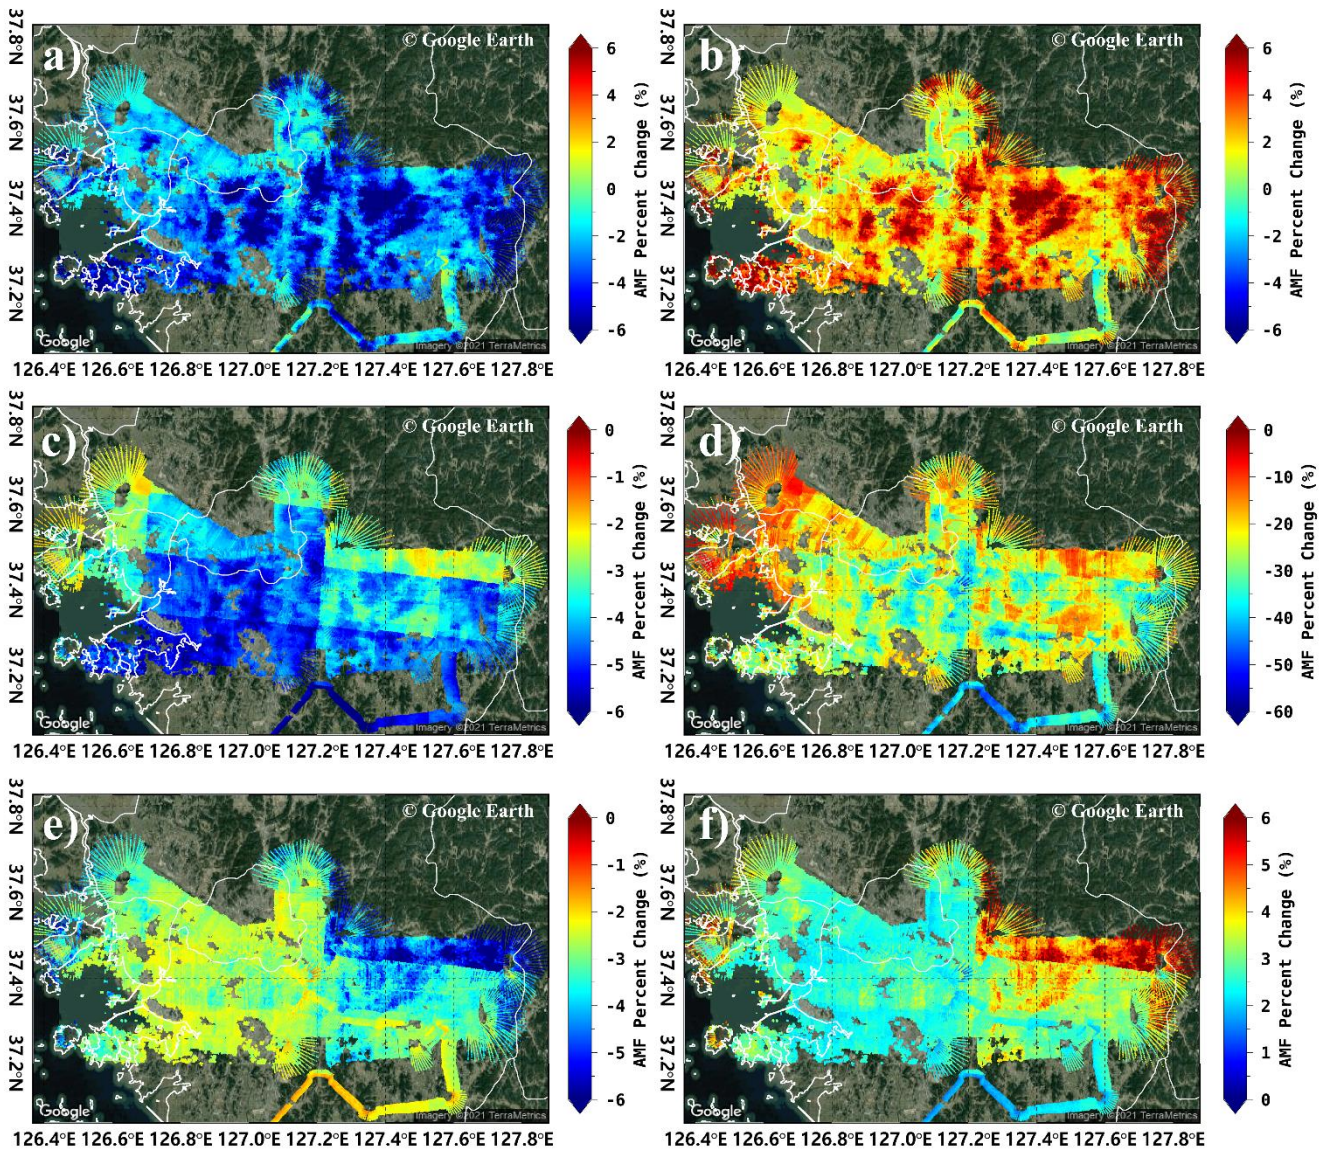 a) © Google Earth
37.8°N
37.6°N
37.4°N
37.2°N
126.4°E 126.6°E 126.8°E 127.0°E 127.2°E 127.4°E 127.6°E 127.8°E
Google
Imagery ©2021 TerraMetrics
6
4
2
0
-2
-4
-6
AMF Percent Change (%)
b) © Google Earth
37.8°N
37.6°N
37.4°N
37.2°N
126.4°E 126.6°E 126.8°E 127.0°E 127.2°E 127.4°E 127.6°E 127.8°E
Google
Imagery ©2021 TerraMetrics
6
4
2
0
-2
-4
-6
AMF Percent Change (%)
c) © Google Earth
37.8°N
37.6°N
37.4°N
37.2°N
126.4°E 126.6°E 126.8°E 127.0°E 127.2°E 127.4°E 127.6°E 127.8°E
Google
Imagery ©2021 TerraMetrics
0
-1
-2
-3
-4
-5
-6
AMF Percent Change (%)
d) © Google Earth
37.8°N
37.6°N
37.4°N
37.2°N
126.4°E 126.6°E 126.8°E 127.0°E 127.2°E 127.4°E 127.6°E 127.8°E
Google
Imagery ©2021 TerraMetrics
0
-10
-20
-30
-40
-50
-60
AMF Percent Change (%)
e) © Google Earth
37.8°N
37.6°N
37.4°N
37.2°N
126.4°E 126.6°E 126.8°E 127.0°E 127.2°E 127.4°E 127.6°E 127.8°E
Google
Imagery ©2021 TerraMetrics
0
-1
-2
-3
-4
-5
-6
AMF Percent Change (%)
f) © Google Earth
37.8°N
37.6°N
37.4°N
37.2°N
126.4°E 126.6°E 126.8°E 127.0°E 127.2°E 127.4°E 127.6°E 127.8°E
Google
Imagery ©2021 TerraMetrics
6
5
4
3
2
1
0
AMF Percent Change (%)